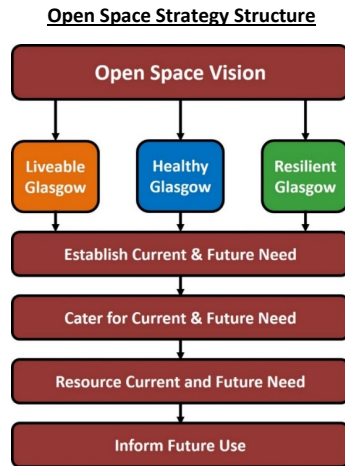 Open Space Strategy Structure
Open Space Vision
Liveable
Glasgow
Healthy
Glasgow
Resilient
Glasgow
Establish Current & Future Need
Cater for Current & Future Need
Resource Current and Future Need
Inform Future Use